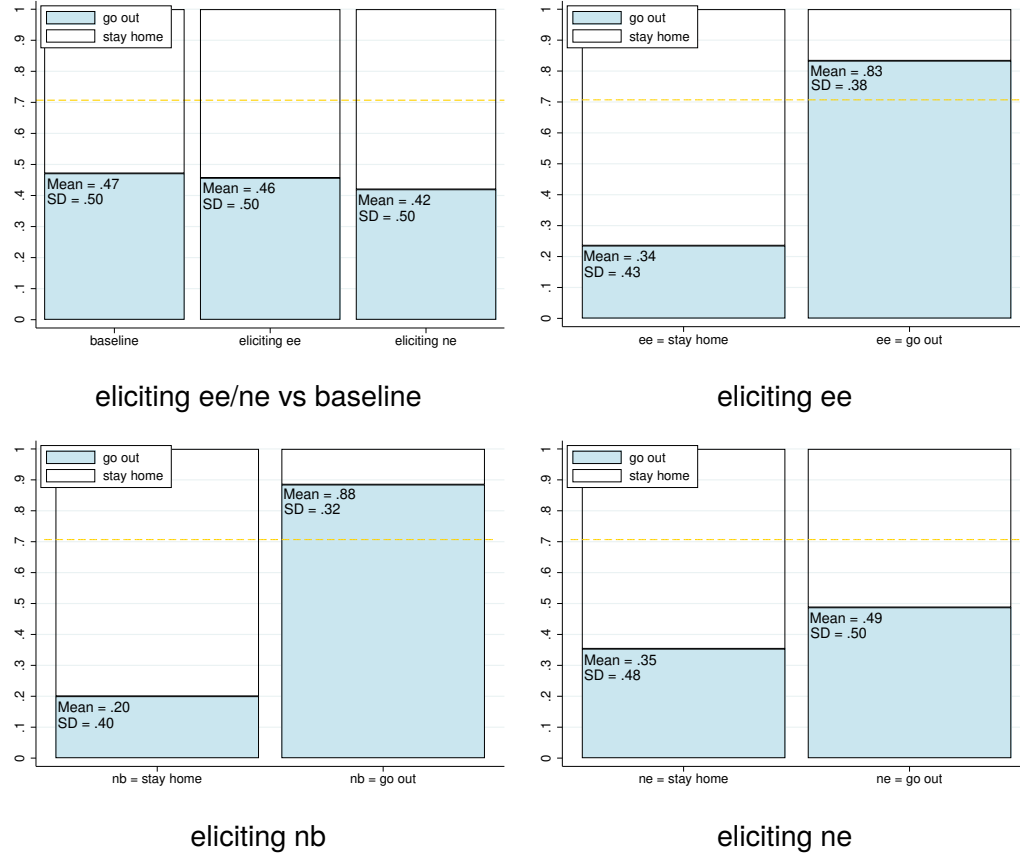 go out
stay home
1
.9
.8
.7
.6
.5
.4
.3
.2
.1
0
Mean = .47
SD = .50
Mean = .46
SD = .50
Mean = .42
SD = .50
baseline
eliciting ee
eliciting ne
eliciting ee/ne vs baseline
go out
stay home
1
.9
.8
.7
.6
.5
.4
.3
.2
.1
0
Mean = .34
SD = .43
Mean = .83
SD = .38
ee = stay home
ee = go out
eliciting ee
go out
stay home
1
.9
.8
.7
.6
.5
.4
.3
.2
.1
0
Mean = .20
SD = .40
Mean = .88
SD = .32
nb = stay home
nb = go out
eliciting nb
go out
stay home
1
.9
.8
.7
.6
.5
.4
.3
.2
.1
0
Mean = .35
SD = .48
Mean = .49
SD = .50
ne = stay home
ne = go out
eliciting ne